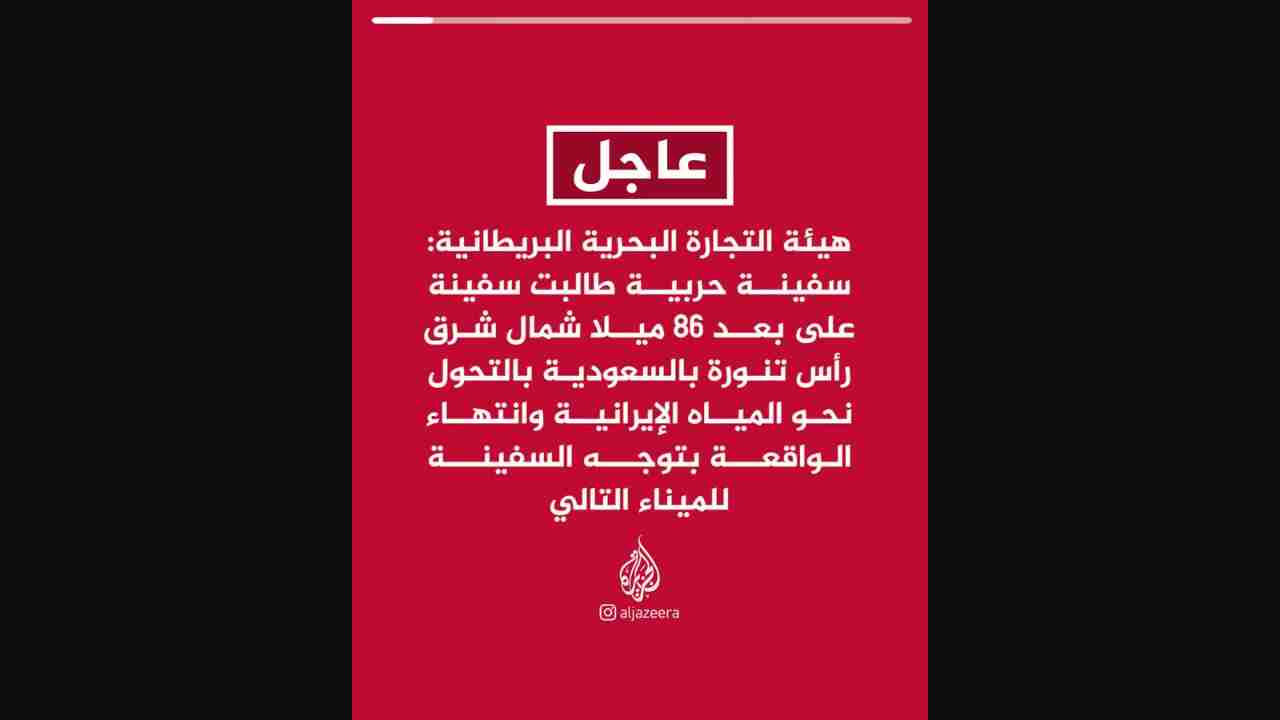 عاجل
هيئة التجارة البحرية البريطانية:
سفينة حربية طالبت سفينة
على بعد 86 ميلا شمال شرق
رأس تنورة بالسعودية بالتحول
نحو المياه الإيرانية وانتهاء
الواقعة بتوجه السفينة
للميناء التالي
الجزيرة
aljazeera